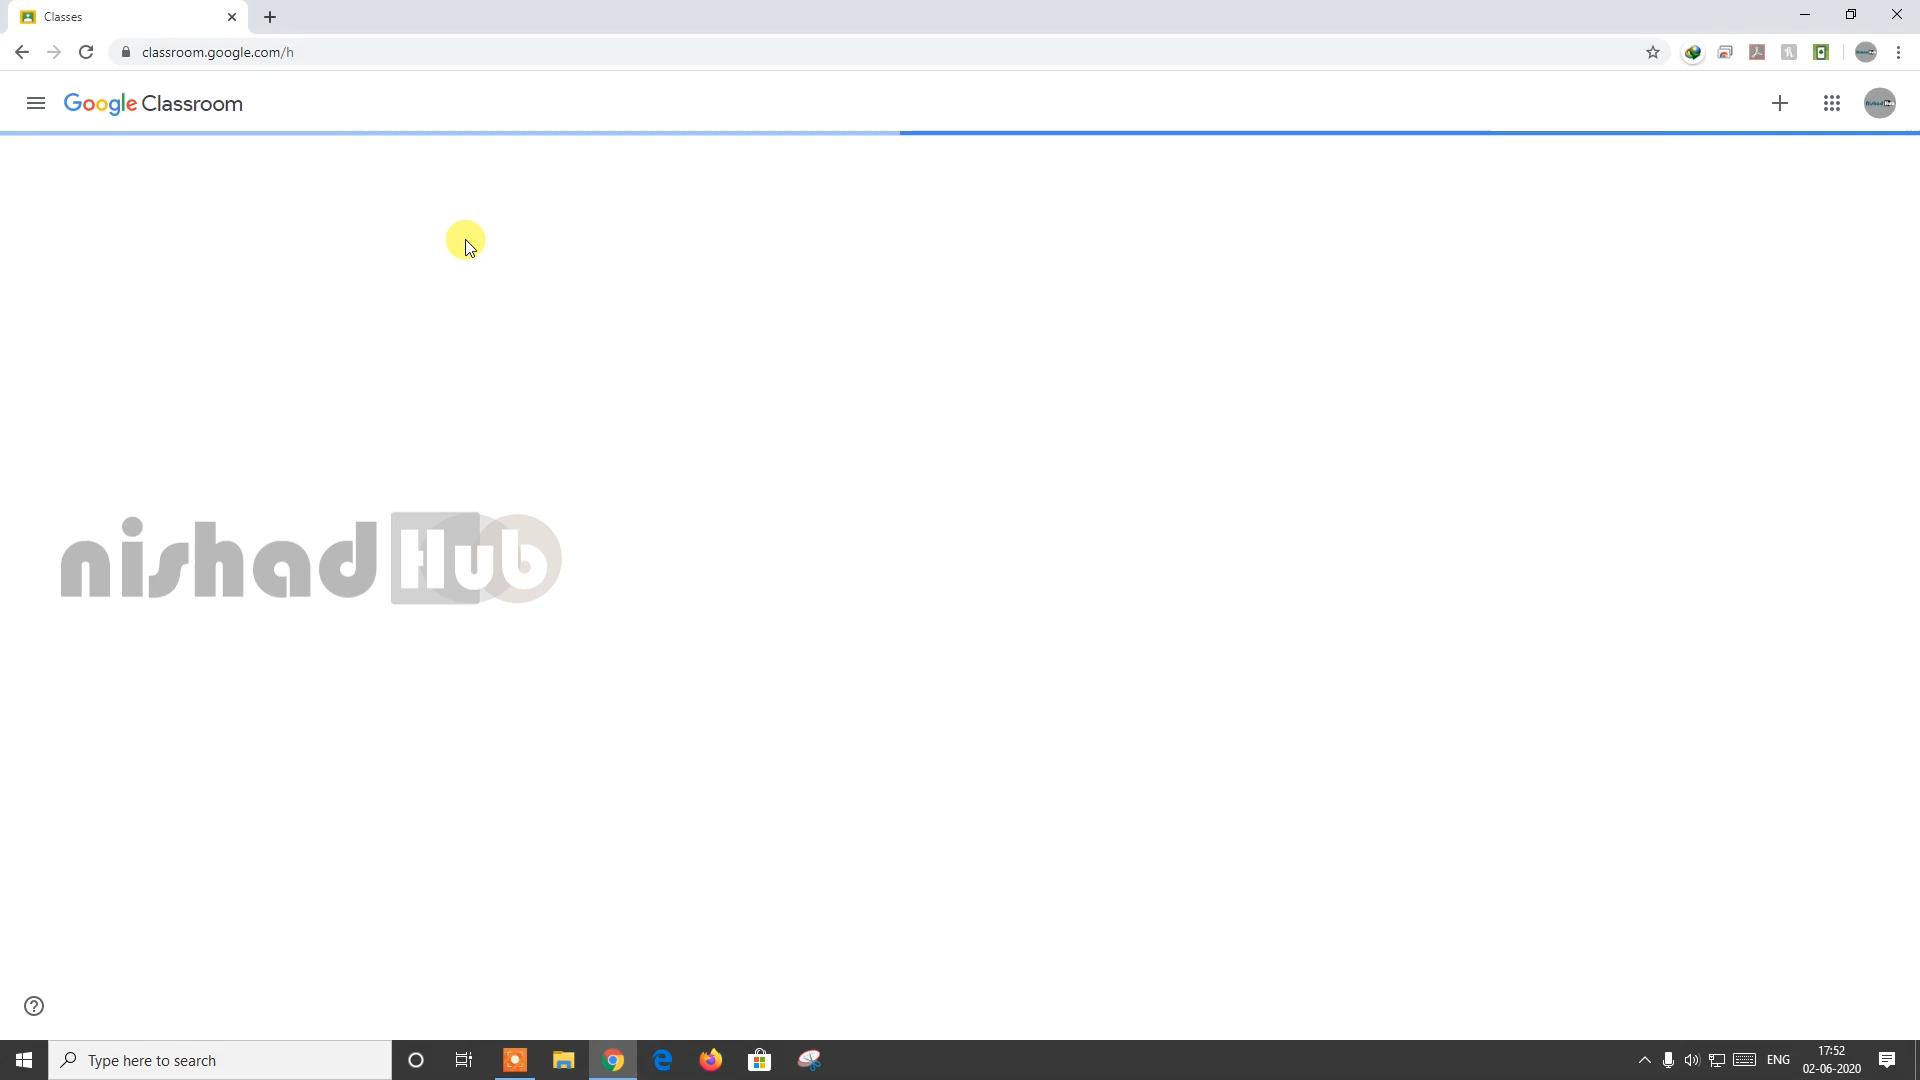 Classes
classroom.google.com/h
Google Classroom
nishad Hub
Type here to search
ENG
17:52
02-06-2020